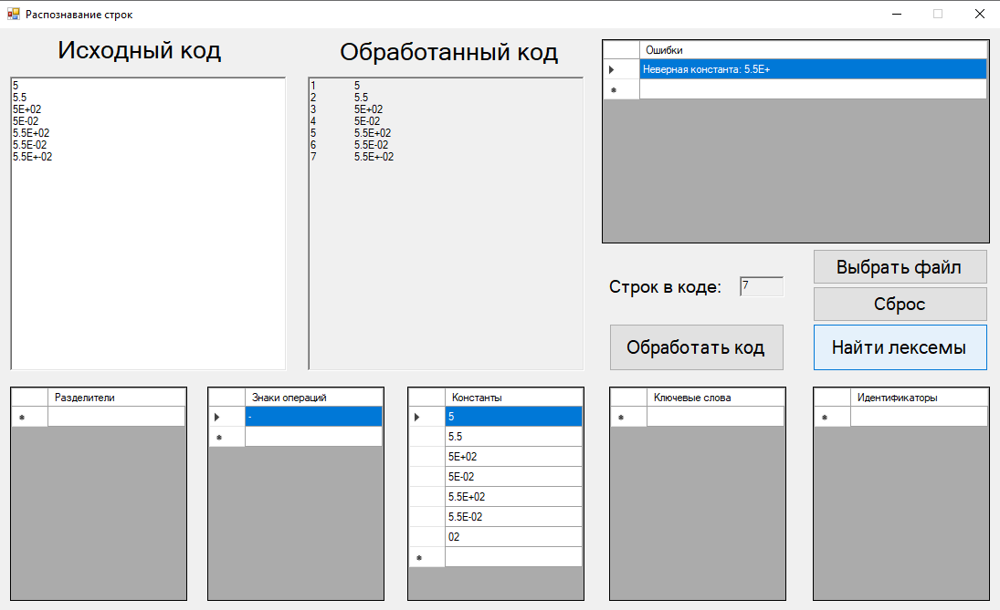 Распознавание строк
Исходный код
5
5.5
5E+02
5E-02
5.5E+02
5.5E-02
5.5E+-02
Обработанный код
1 5
2 5.5
3 5E+02
4 5E-02
5 5.5E+02
6 5.5E-02
7 5.5E+-02
Ошибки
Неверная константа: 5.5E+
Строк в коде: 7
Выбрать файл
Сброс
Обработать код
Найти лексемы
Разделители
Знаки операций
-
Константы
5
5.5
5E+02
5E-02
5.5E+02
5.5E-02
02
Ключевые слова
Идентификаторы